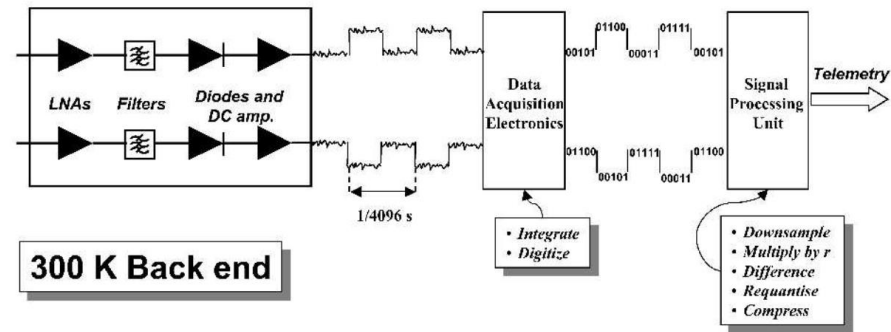 01100 01111
00101 00011 00101
LNAs Filters Diodes and
DC amp.
Data
Acquisition
Electronics
Signal
Processing
Unit
Telemetry
01100 01111 01100
00101 00011
1/4096 s
• Integrate
• Digitize
• Downsample
• Multiply by r
• Difference
• Requantise
• Compress
300 K Back end